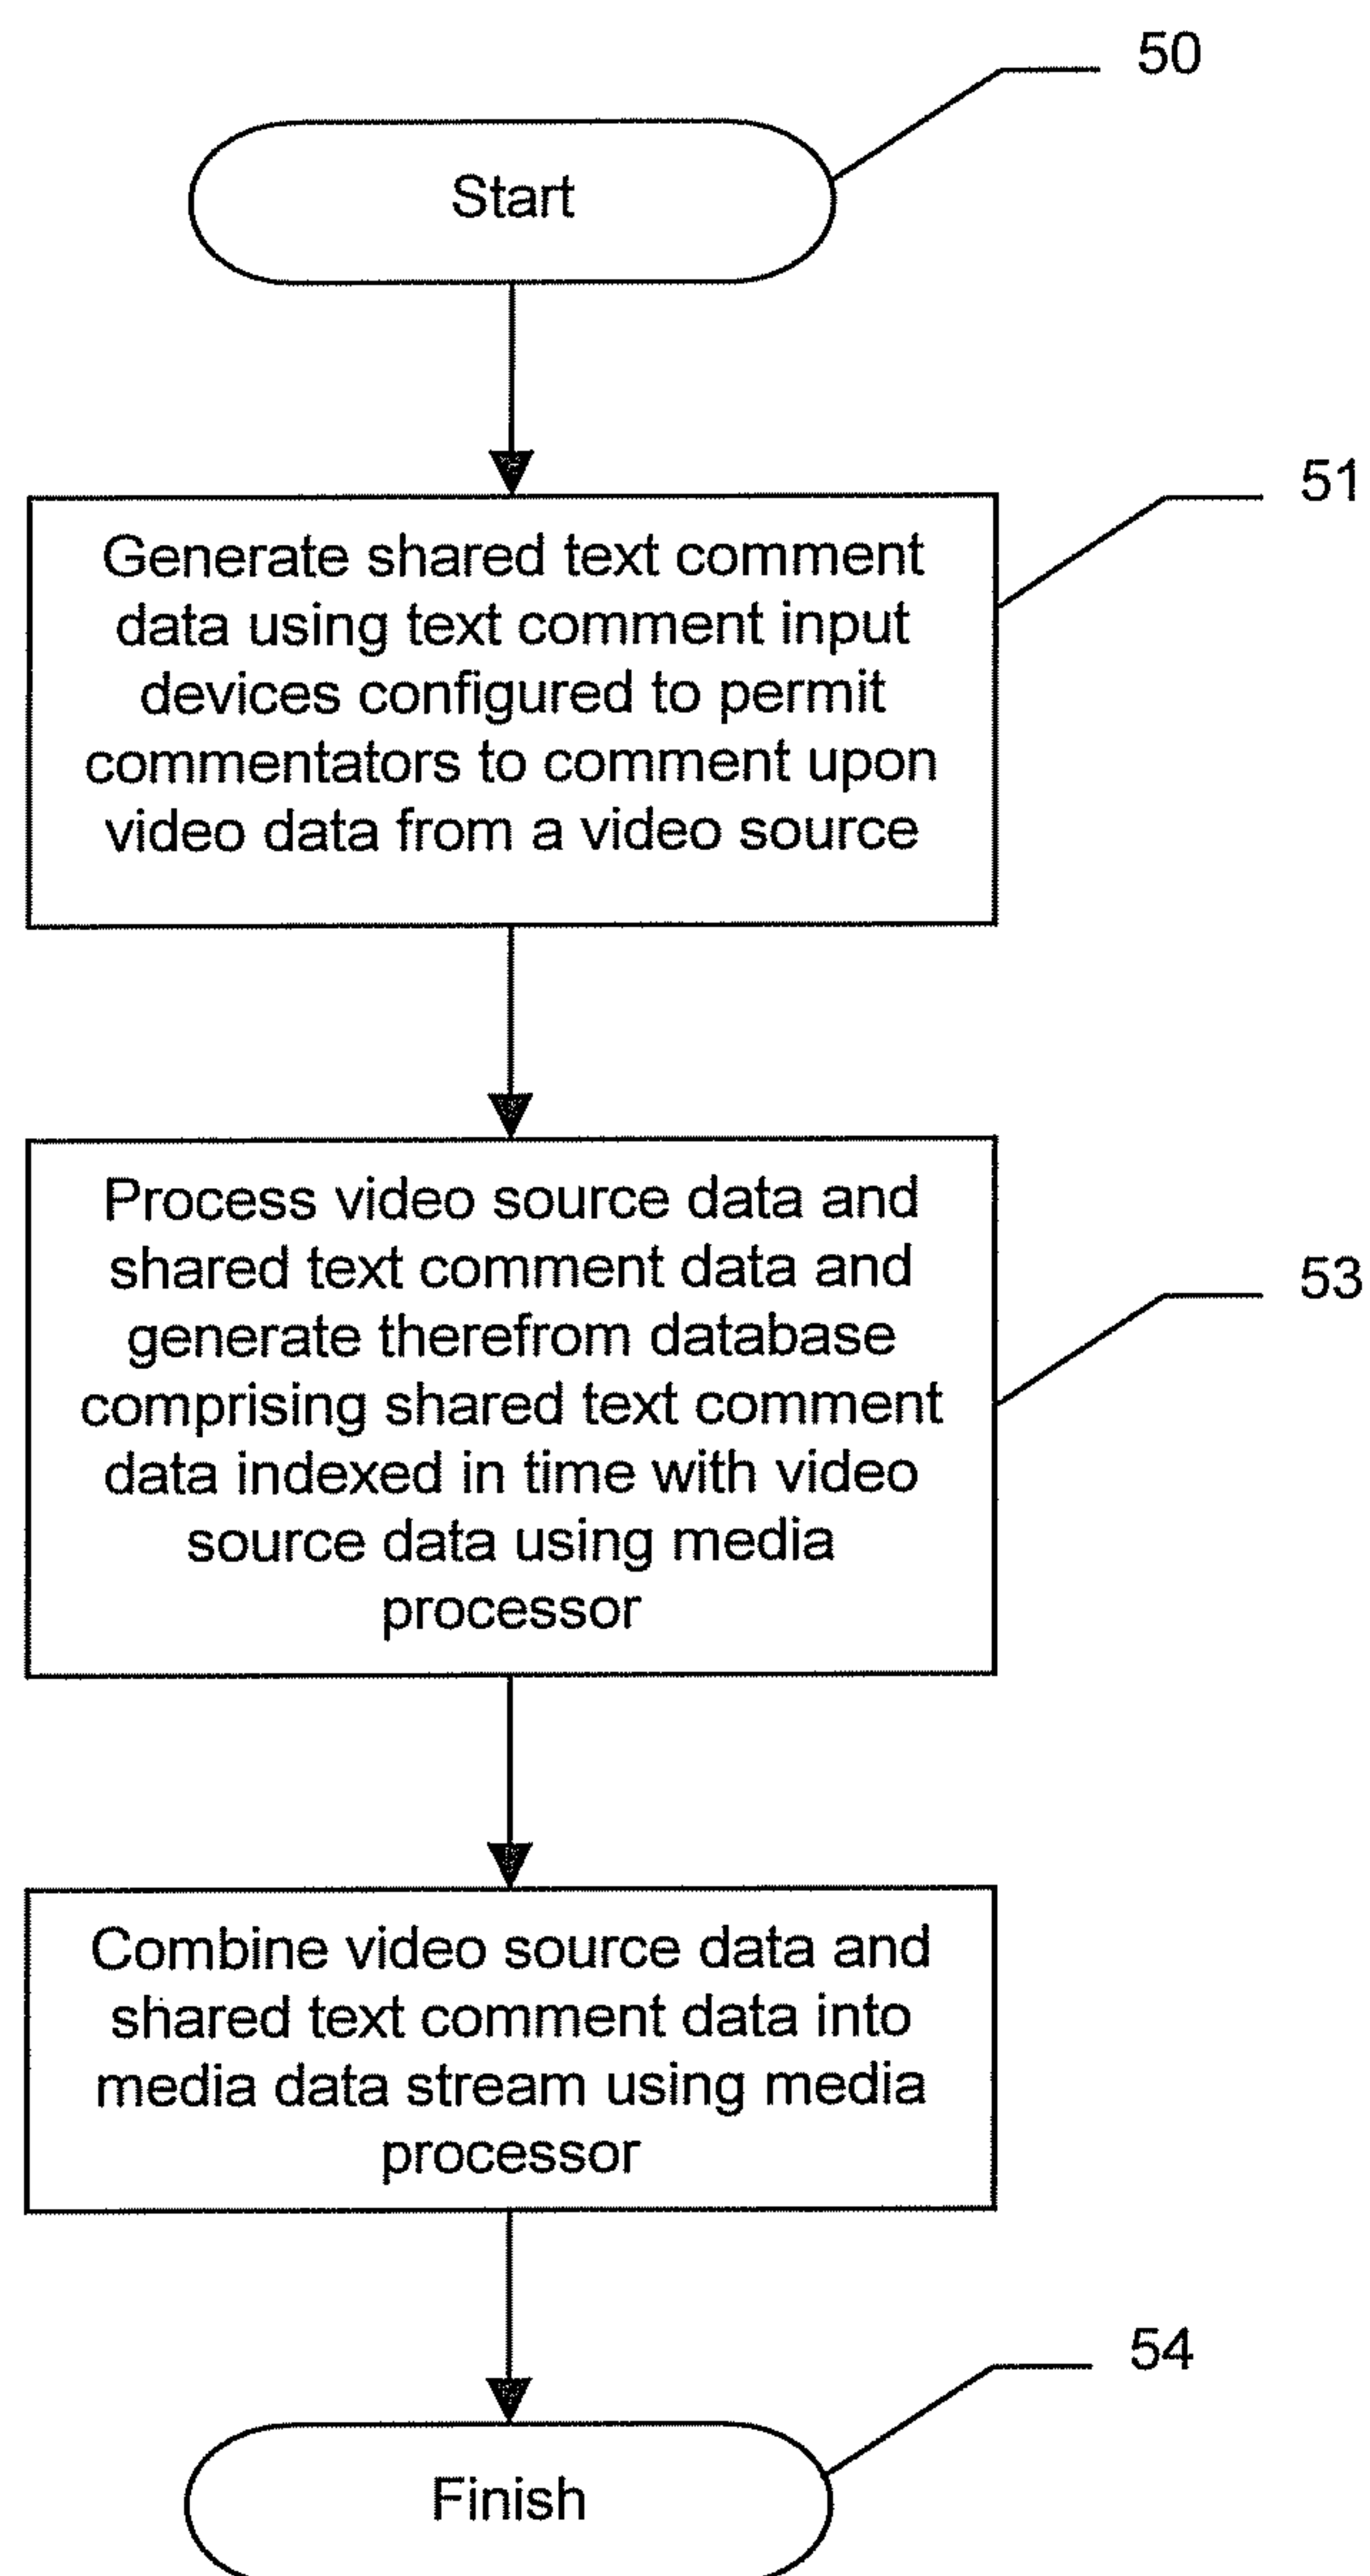 50
Start
51
Generate shared text comment
data using text comment input
devices configured to permit
commentators to comment upon
video data from a video source
Process video source data and
shared text comment data and
generate therefrom database
comprising shared text comment
data indexed in time with video
source data using media
processor
53
Combine video source data and
shared text comment data into
media data stream using media
processor
54
Finish